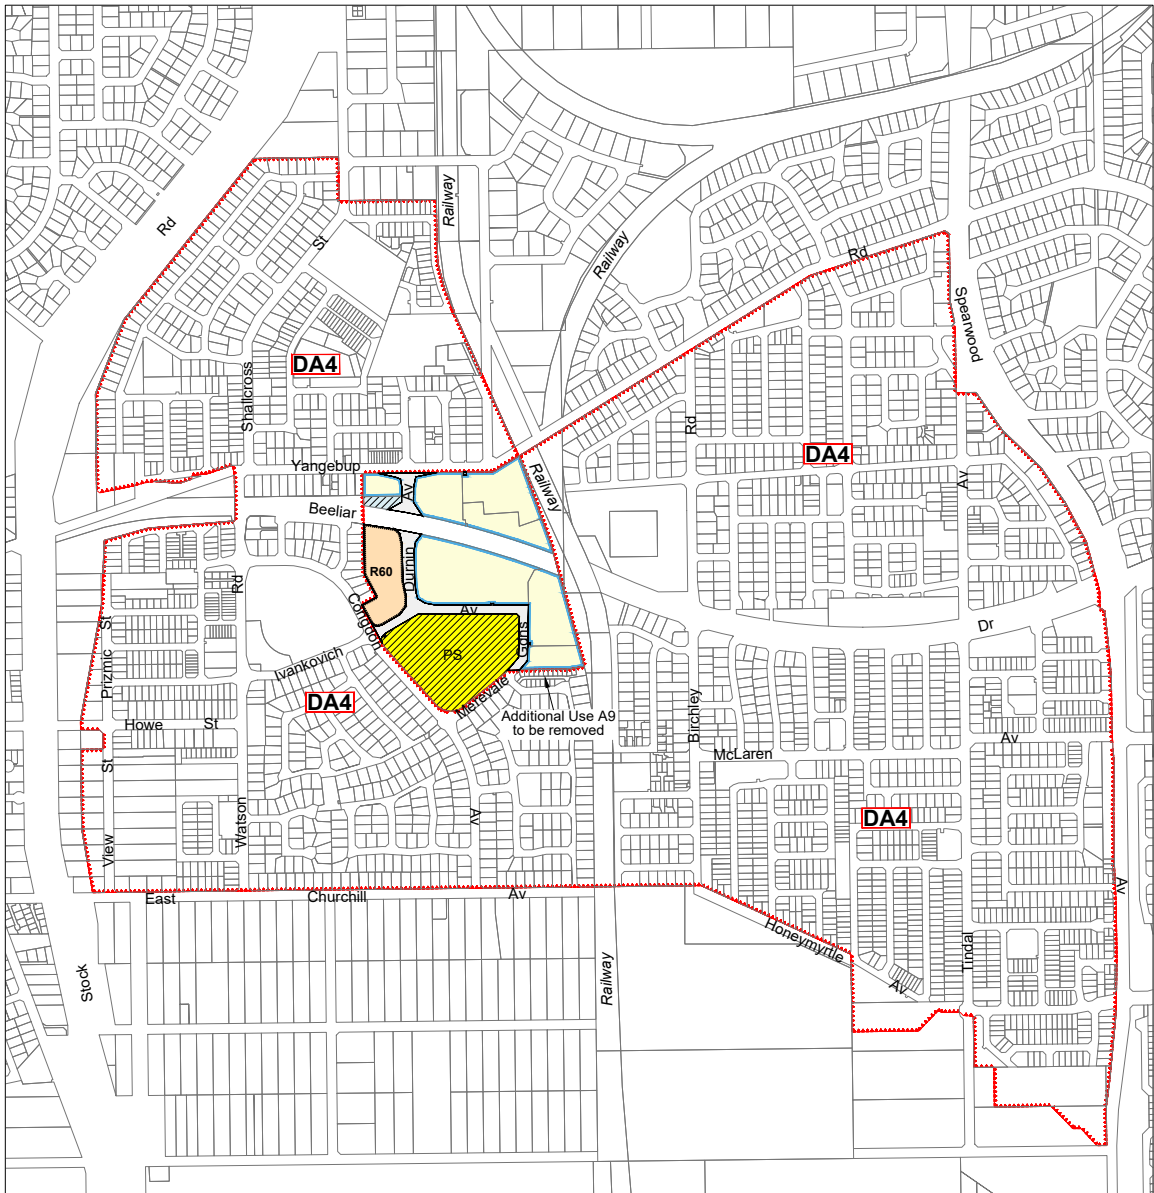 Railway
Rd
St
Railway
Rd
Spearwood
DA4
Shallcross
Rd
DA4
Yangebup
Railway
Av
Av
Beeliar
R60
Durnin
Rd
Congdon
Av
St
Dr
Gdns
PS
Ivankovich
Prizmic
Merevale
DA4
Birchley
Additional Use A9
to be removed
Howe
St
Av
McLaren
St
Av
Watson
DA4
View
Av
East
Churchill
Av
Honeymyrtle
Tindal
Stock
Railway
Av